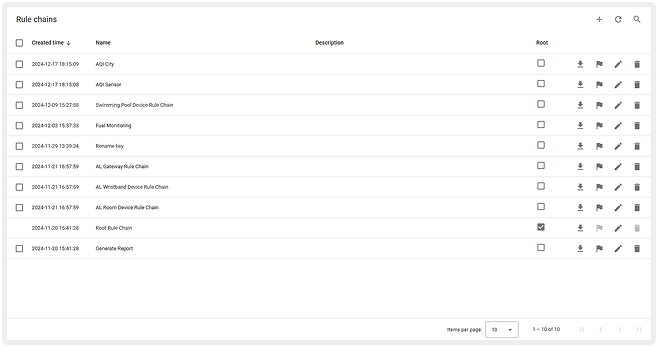 Rule chains
Created time Name Description Root
2024-12-17 18:15:09 AQI City
2024-12-17 18:15:08 AQI Sensor
2024-12-09 15:27:58 Swimming Pool Device Rule Chain
2024-12-03 15:37:33 Fuel Monitoring
2024-11-29 13:39:34 Rename key
2024-11-21 16:57:59 AL Gateway Rule Chain
2024-11-21 16:57:59 AL Wristband Device Rule Chain
2024-11-21 16:57:59 AL Room Device Rule Chain
2024-11-20 15:41:28 Root Rule Chain
2024-11-20 15:41:28 Generate Report
Items per page: 10 1 – 10 of 10